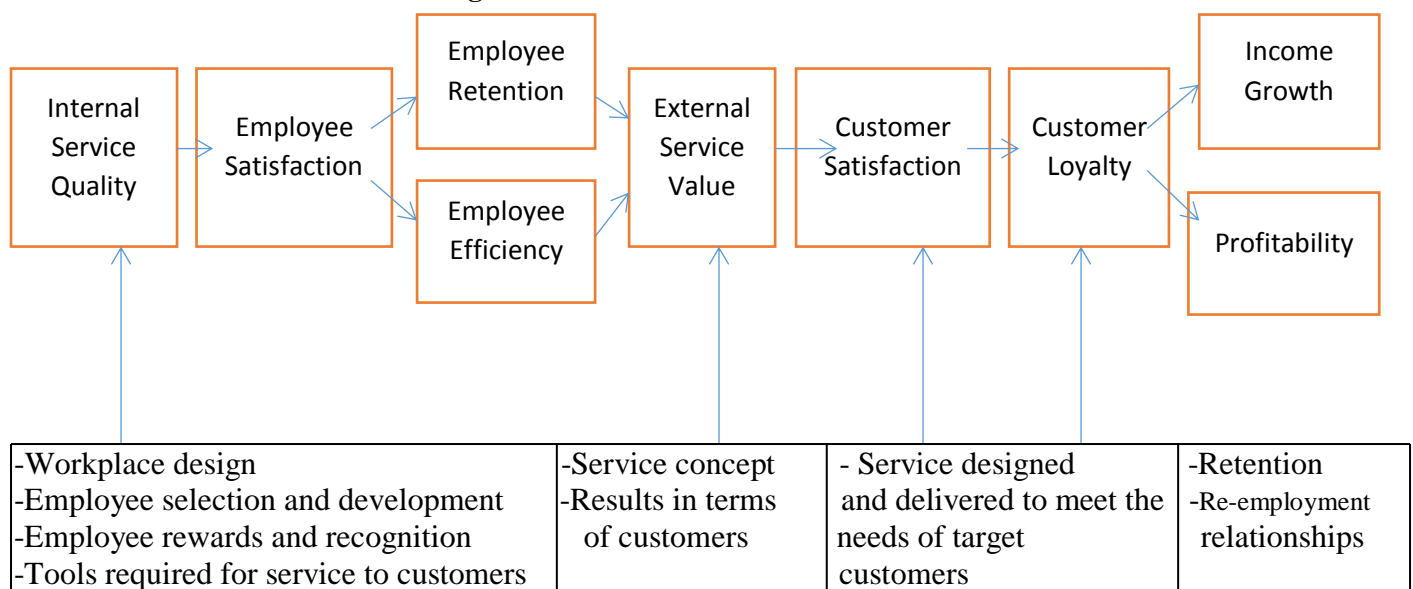 Internal
Service
Quality
Employee
Satisfaction
Employee
Retention
Employee
Efficiency
External
Service
Value
Customer
Satisfaction
Customer
Loyalty
Income
Growth
Profitability
-Workplace design
-Employee selection and development
-Employee rewards and recognition
-Tools required for service to customers
-Service concept
-Results in terms
of customers
- Service designed
and delivered to meet the
needs of target
customers
-Retention
-Re-employment
relationships